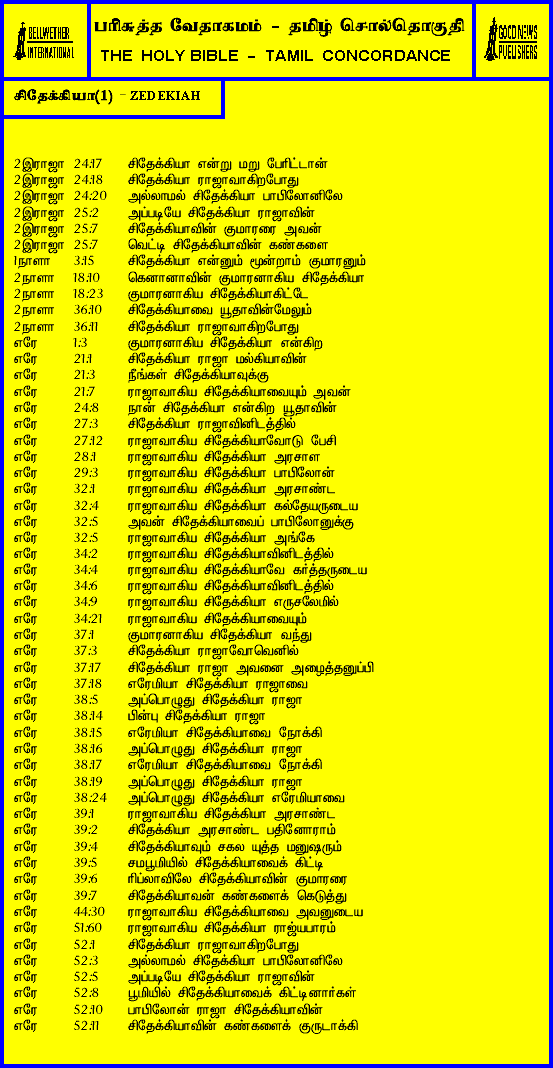 BELLWETHER
INTERNATIONAL
பரிசுத்த வேதாகமம் - தமிழ் சொல்தொகுதி
THE HOLY BIBLE - TAMIL CONCORDANCE
GOOD NEWS
PUBLISHERS
சிதேக்கியா(1) - ZEDEKIAH
2இராஜா 24:17 சிதேக்கியா என்று மறு பேரிட்டான்
2இராஜா 24:18 சிதேக்கியா ராஜாவாகிறபோது
2இராஜா 24:20 அல்லாமல் சிதேக்கியா பாபிலோனிலே
2இராஜா 25:2 அப்படியே சிதேக்கியா ராஜாவின்
2இராஜா 25:7 சிதேக்கியாவின் குமாரரை அவன்
2இராஜா 25:7 வெட்டி சிதேக்கியாவின் கண்களை
1நாளா 3:15 சிதேக்கியா என்னும் மூன்றாம் குமாரனும்
2நாளா 18:10 கெனானாவின் குமாரனாகிய சிதேக்கியா
2நாளா 18:23 குமாரனாகிய சிதேக்கியாகிட்டே
2நாளா 36:10 சிதேக்கியாவை யூதாவின்மேலும்
2நாளா 36:11 சிதேக்கியா ராஜாவாகிறபோது
எரே 1:3 குமாரனாகிய சிதேக்கியா என்கிற
எரே 21:1 சிதேக்கியா ராஜா மல்கியாவின்
எரே 21:3 நீங்கள் சிதேக்கியாவுக்கு
எரே 21:7 ராஜாவாகிய சிதேக்கியாவையும் அவன்
எரே 24:8 நான் சிதேக்கியா என்கிற யூதாவின்
எரே 27:3 சிதேக்கியா ராஜாவினிடத்தில்
எரே 27:12 ராஜாவாகிய சிதேக்கியாவோடு பேசி
எரே 28:1 ராஜாவாகிய சிதேக்கியா அரசாள
எரே 29:3 ராஜாவாகிய சிதேக்கியா பாபிலோன்
எரே 32:1 ராஜாவாகிய சிதேக்கியா அரசாண்ட
எரே 32:4 ராஜாவாகிய சிதேக்கியா கல்தேயருடைய
எரே 32:5 அவன் சிதேக்கியாவைப் பாபிலோனுக்கு
எரே 32:5 ராஜாவாகிய சிதேக்கியா அங்கே
எரே 34:2 ராஜாவாகிய சிதேக்கியாவினிடத்தில்
எரே 34:4 ராஜாவாகிய சிதேக்கியாவே கர்த்தருடைய
எரே 34:6 ராஜாவாகிய சிதேக்கியாவினிடத்தில்
எரே 34:9 ராஜாவாகிய சிதேக்கியா எருசலேமில்
எரே 34:21 ராஜாவாகிய சிதேக்கியாவையும்
எரே 37:1 குமாரனாகிய சிதேக்கியா வந்து
எரே 37:3 சிதேக்கியா ராஜாவோவெனில்
எரே 37:17 சிதேக்கியா ராஜா அவனை அழைத்தனுப்பி
எரே 37:18 எரேமியா சிதேக்கியா ராஜாவை
எரே 38:5 அப்பொழுது சிதேக்கியா ராஜா
எரே 38:14 பின்பு சிதேக்கியா ராஜா
எரே 38:15 எரேமியா சிதேக்கியாவை நோக்கி
எரே 38:16 அப்பொழுது சிதேக்கியா ராஜா
எரே 38:17 எரேமியா சிதேக்கியாவை நோக்கி
எரே 38:19 அப்பொழுது சிதேக்கியா ராஜா
எரே 38:24 அப்பொழுது சிதேக்கியா எரேமியாவை
எரே 39:1 ராஜாவாகிய சிதேக்கியா அரசாண்ட
எரே 39:2 சிதேக்கியா அரசாண்ட பதினோராம்
எரே 39:4 சிதேக்கியாவும் சகல யுத்த மனுஷரும்
எரே 39:5 சமபூமியில் சிதேக்கியாவைக் கிட்டி
எரே 39:6 ரிப்லாவிலே சிதேக்கியாவின் குமாரரை
எரே 39:7 சிதேக்கியாவன் கண்களைக் கெடுத்து
எரே 44:30 ராஜாவாகிய சிதேக்கியாவை அவனுடைய
எரே 51:60 ராஜாவாகிய சிதேக்கியா ராஜ்யபாரம்
எரே 52:1 சிதேக்கியா ராஜாவாகிறபோது
எரே 52:3 அல்லாமல் சிதேக்கியா பாபிலோனிலே
எரே 52:5 அப்படியே சிதேக்கியா ராஜாவின்
எரே 52:8 பூமியில் சிதேக்கியாவைக் கிட்டினார்கள்
எரே 52:10 பாபிலோன் ராஜா சிதேக்கியாவின்
எரே 52:11 சிதேக்கியாவின் கண்களைக் குருடாக்கி